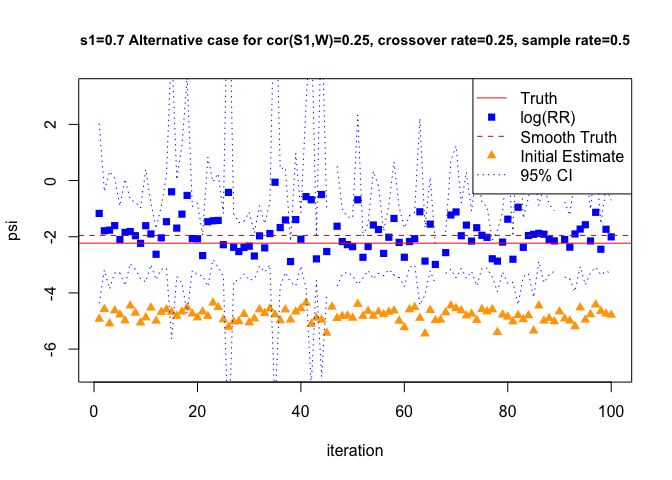 s1=0.7 Alternative case for cor(S1,W)=0.25, crossover rate=0.25, sample rate=0.5
Truth
log(RR)
Smooth Truth
Initial Estimate
95% CI
psi
2
0
-2
-4
-6
0 20 40 60 80 100
iteration